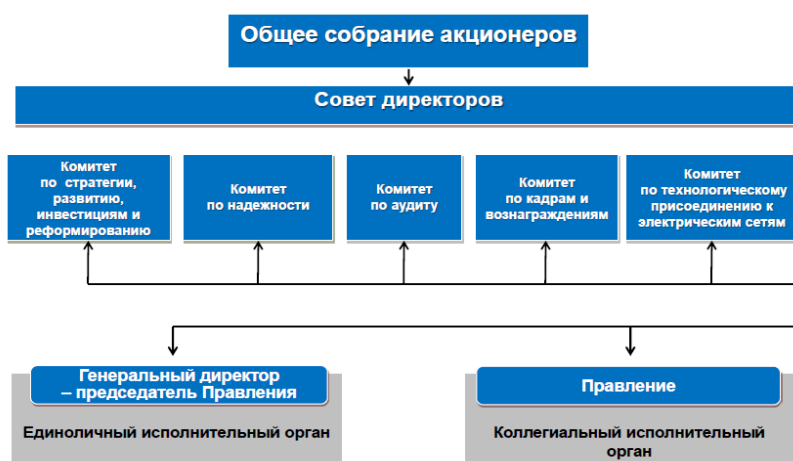 Общее собрание акционеров
Совет директоров
Комитет
по стратегии,
развитию,
инвестициям и
реформированию
Комитет
по надежности
Комитет
по аудиту
Комитет
по кадрам и
вознаграждениям
Комитет
по технологическому
присоединению к
электрическим сетям
Генеральный директор
– председатель Правления
Единоличный исполнительный орган
Правление
Коллегиальный исполнительный
орган